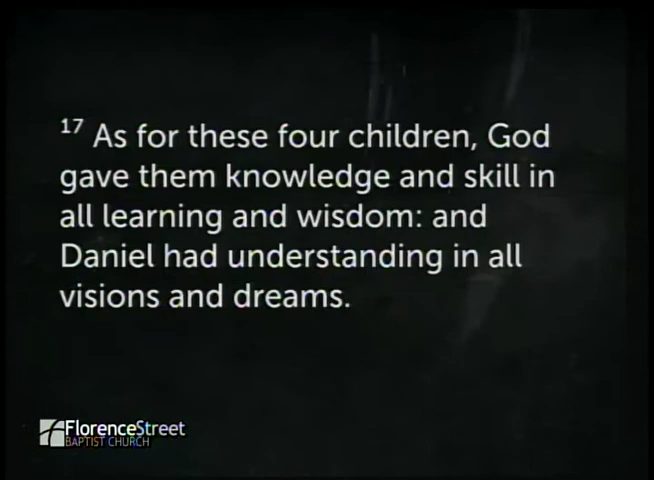 17 As for these four children, God
gave them knowledge and skill in
all learning and wisdom: and
Daniel had understanding in all
visions and dreams.
FlorenceStreet
BAPTIST CHURCH